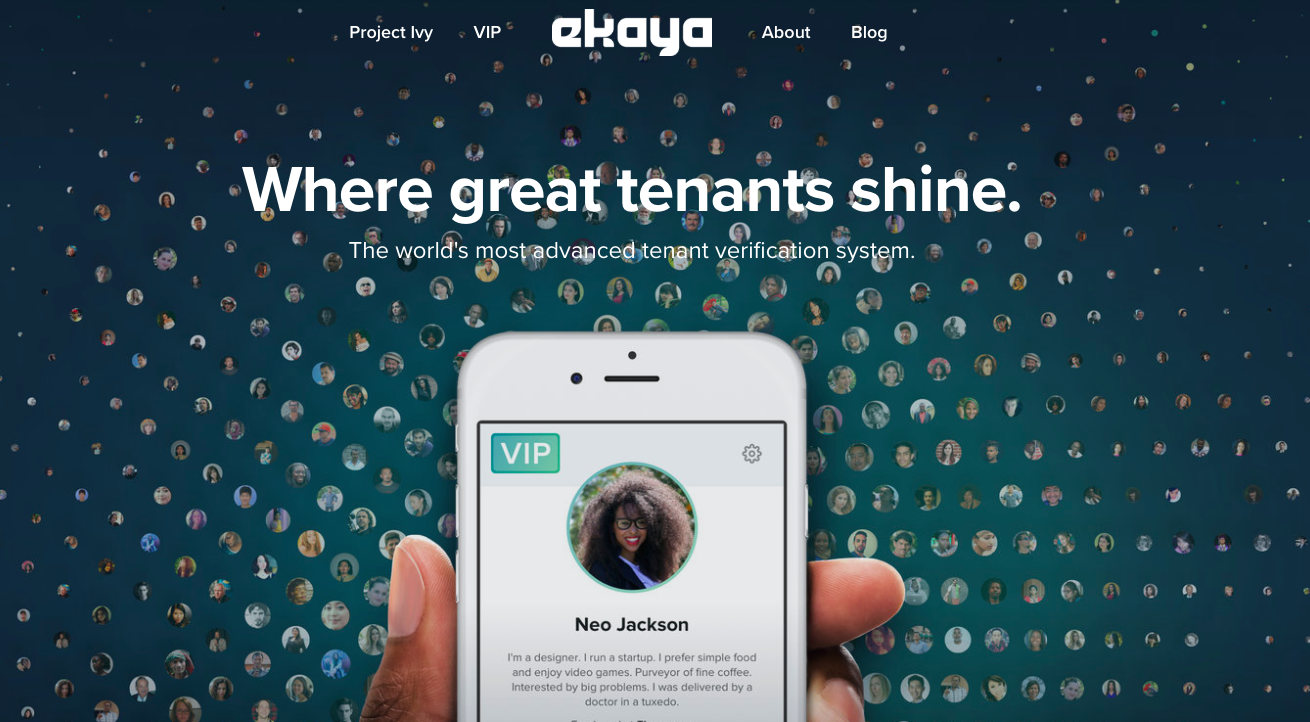 Project Ivy VIP ekaya About Blog
Where great tenants shine.
The world's most advanced tenant verification system.
VIP
Neo Jackson
I'm a designer. I run a startup. I prefer simple food
and enjoy video games. Purveyor of fine coffee.
Interested by big problems. I was delivered by a
doctor in a tuxedo.